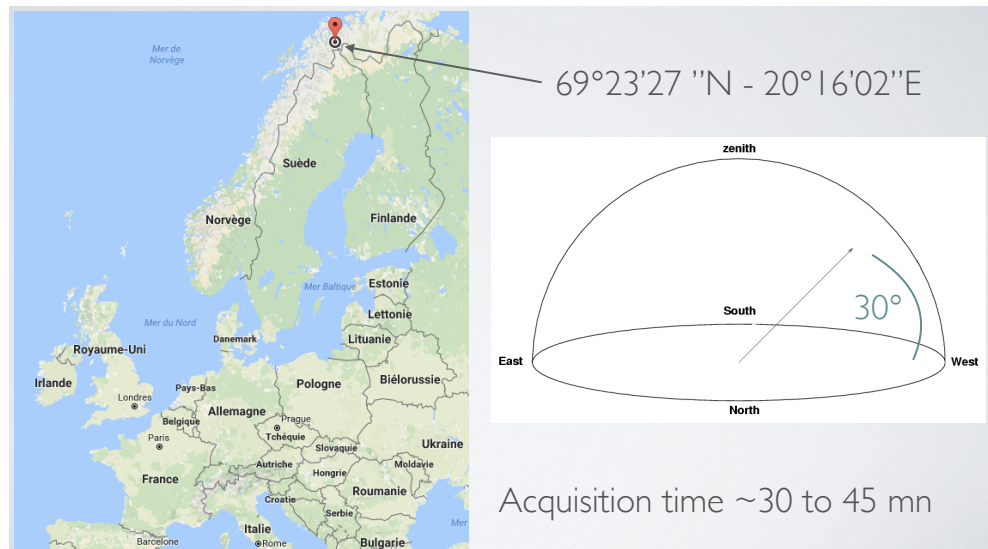 Mer de
Norvège
69°23'27 ''N - 20°16'02''E
zenith
Suède
Norvège
Finlande
30°
South
Mer Baltique
Estonie
Lettonie
Mer du Nord
Danemark
Lituanie
East
West
Royaume-Uni
Irlande
Biélorussie
Pays-Bas
Pologne
Londres
Allemagne
North
Belgique
Prague
Tchéquie
Paris
Ukraine
Slovaquie
Autriche
Moldavie
Hongrie
France
Roumanie
Croatie
Acquisition time ~30 to 45 mn
Serbie
Mer
Italie
Barcelone
Rome
Bulgarie